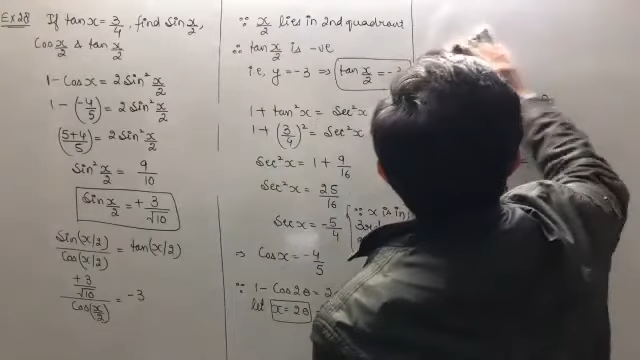 Ex 28 If tan x = 3/4, find sin x/2,
Cos x/2 & tan x/2
1 - Cos x = 2 Sin² x/2
1 - (-4/5) = 2 Sin² x/2
(5+4/5) = 2 Sin² x/2
Sin² x/2 = 9/10
Sin x/2 = + 3/√10
Sin(x/2)/Cos(x/2) = tan(x/2)
+3/√10 / Cos(x/2) = -3
∵ x/2 lies in 2nd quadrant
∴ tan x/2 is -ve
i.e, y = -3 ⇒ tan x/2 = -3
1 + tan² x = Sec² x
1 + (3/4)² = Sec² x
Sec² x = 1 + 9/16
Sec² x = 25/16
Sec x = -5/4 [∵ x is in
3rd
⇒ Cos x = -4/5
∵ 1 - Cos 2θ = 2
let x = 2θ